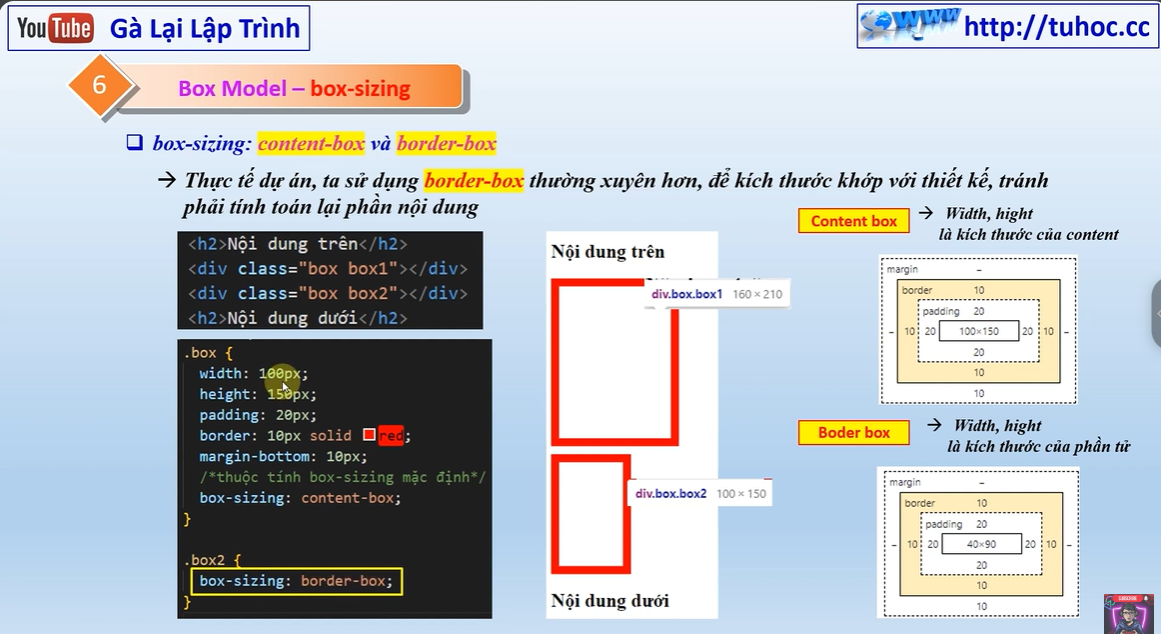 YouTube Gà Lại Lập Trình
www http://tuhoc.cc
6 Box Model – box-sizing
box-sizing: content-box và border-box
→ Thực tế dự án, ta sử dụng border-box thường xuyên hơn, để kích thước khớp với thiết kế, tránh
phải tính toán lại phần nội dung
<h2>Nội dung trên</h2>
<div class="box box1"></div>
<div class="box box2"></div>
<h2>Nội dung dưới</h2>
.box {
width: 100px;
height: 150px;
padding: 20px;
border: 10px solid red;
margin-bottom: 10px;
/*thuộc tính box-sizing mặc định*/
box-sizing: content-box;
}
.box2 {
box-sizing: border-box;
}
Nội dung trên
div.box.box1 160 × 210
div.box.box2 100 × 150
Nội dung dưới
Content box → Width, hight
là kích thước của content
margin –
border 10
padding 20
– 10 20 100×150 20 10 –
20
10
10
Boder box → Width, hight
là kích thước của phần tử
margin –
border 10
padding 20
– 10 20 40×90 20 10 –
20
10
10